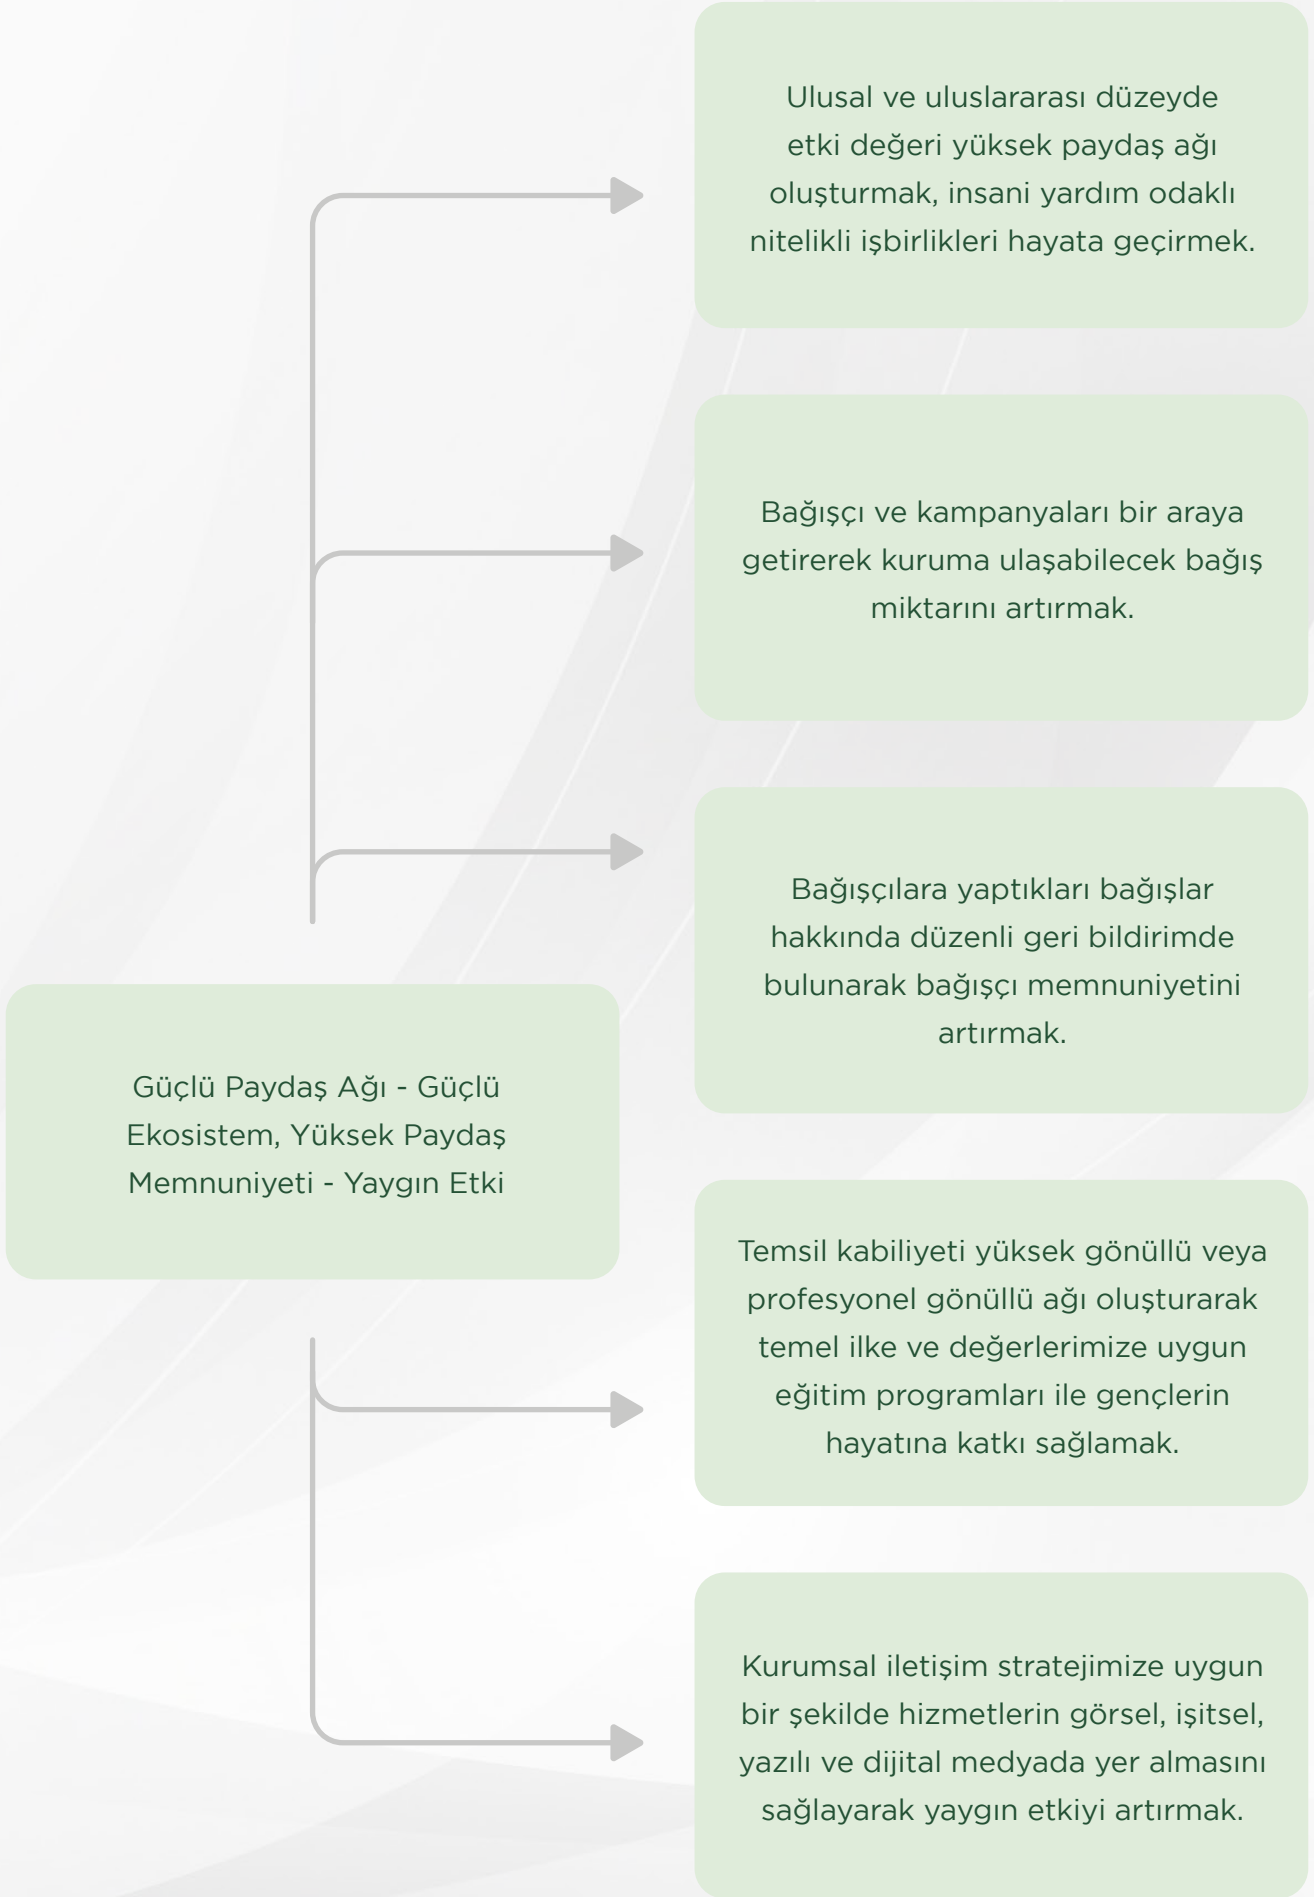 Ulusal ve uluslararası düzeyde
etki değeri yüksek paydaş ağı
oluşturmak, insani yardım odaklı
nitelikli işbirlikleri hayata geçirmek.
Bağışçı ve kampanyaları bir araya
getirerek kuruma ulaşabilecek bağış
miktarını artırmak.
Bağışçılara yaptıkları bağışlar
hakkında düzenli geri bildirimde
bulunarak bağışçı memnuniyetini
artırmak.
Güçlü Paydaş Ağı - Güçlü
Ekosistem, Yüksek Paydaş
Memnuniyeti - Yaygın Etki
Temsil kabiliyeti yüksek gönüllü veya
profesyonel gönüllü ağı oluşturarak
temel ilke ve değerlerimize uygun
eğitim programları ile gençlerin
hayatına katkı sağlamak.
Kurumsal iletişim stratejimize uygun
bir şekilde hizmetlerin görsel, işitsel,
yazılı ve dijital medyada yer almasını
sağlayarak yaygın etkiyi artırmak.